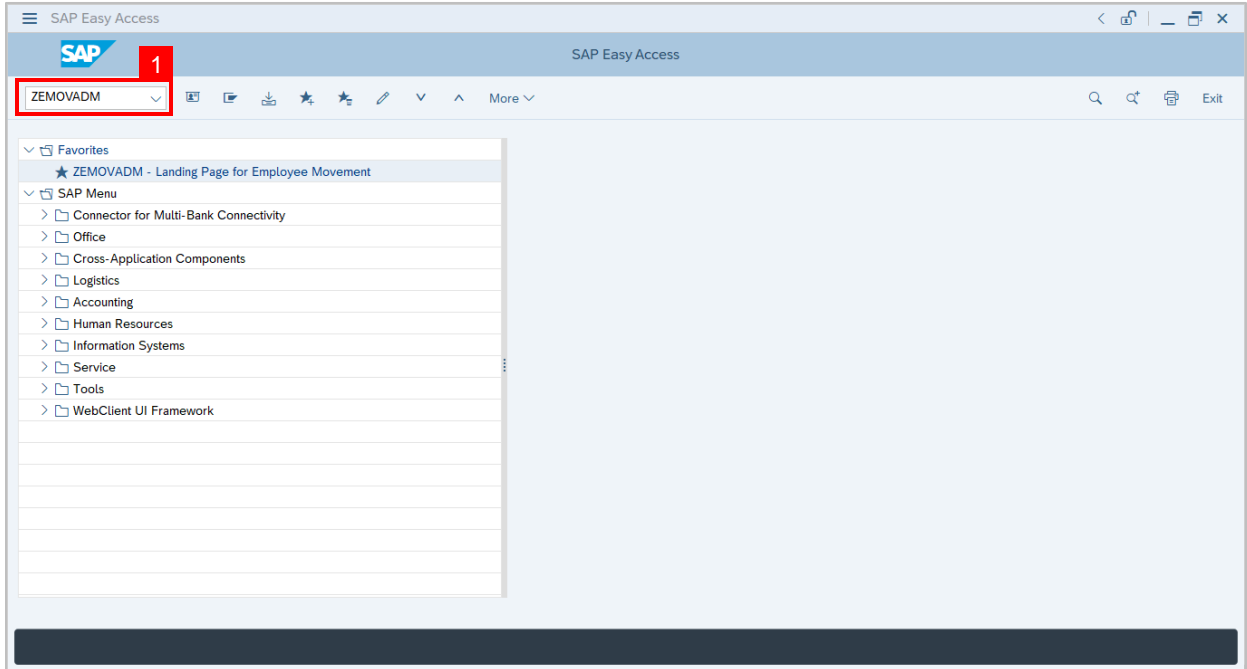 SAP Easy Access
SAP
SAP Easy Access
1
ZEMOVADM
More
Exit
Favorites
ZEMOVADM - Landing Page for Employee Movement
SAP Menu
Connector for Multi-Bank Connectivity
Office
Cross-Application Components
Logistics
Accounting
Human Resources
Information Systems
Service
Tools
WebClient UI Framework